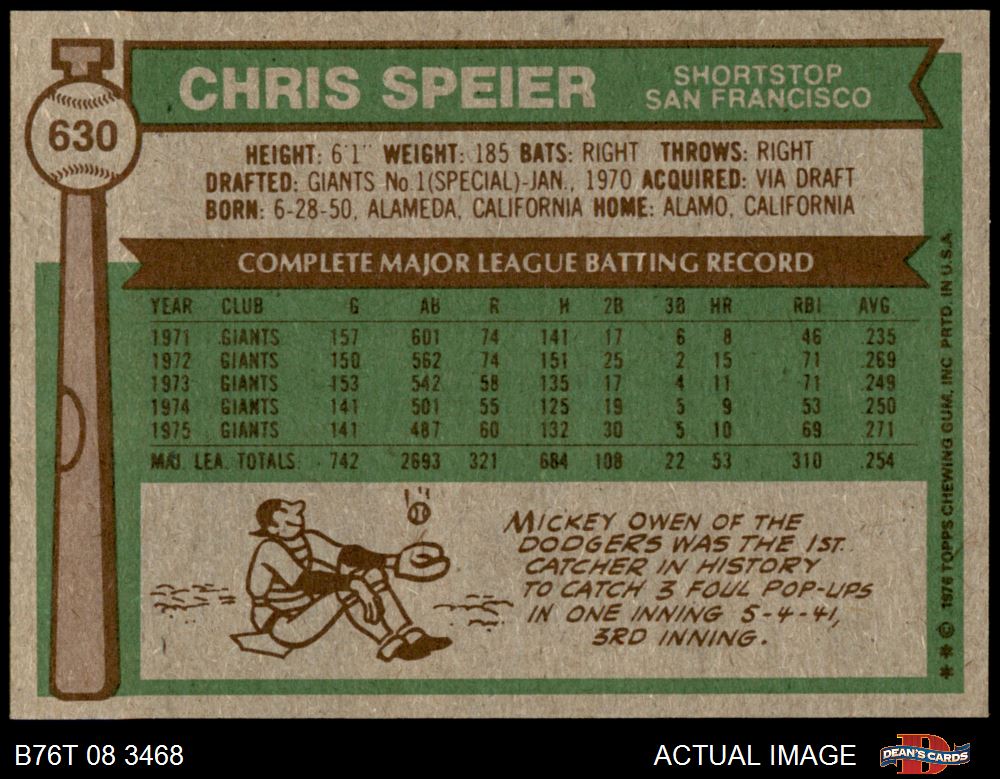 630
CHRIS SPEIER
SHORTSTOP
SAN FRANCISCO
HEIGHT: 6'1" WEIGHT: 185 BATS: RIGHT THROWS: RIGHT
DRAFTED: GIANTS No.1(SPECIAL)-JAN., 1970 ACQUIRED: VIA DRAFT
BORN: 6-28-50, ALAMEDA, CALIFORNIA HOME: ALAMO, CALIFORNIA
COMPLETE MAJOR LEAGUE BATTING RECORD
YEAR CLUB G AB R H 2B 3B HR RBI AVG.
1971 GIANTS 157 601 74 141 17 6 8 46 .235
1972 GIANTS 150 562 74 151 25 2 15 71 .269
1973 GIANTS 153 542 58 135 17 4 11 71 .249
1974 GIANTS 141 501 55 125 19 5 9 53 .250
1975 GIANTS 141 487 60 132 30 5 10 69 .271
MAJ. LEA. TOTALS 742 2693 321 684 108 22 53 310 .254
MICKEY OWEN OF THE
DODGERS WAS THE 1ST.
CATCHER IN HISTORY
TO CATCH 3 FOUL POP-UPS
IN ONE INNING 5-4-41,
3RD INNING.
** © 1976 TOPPS CHEWING GUM, INC. PRTD. IN U.S.A.
B76T 08 3468
ACTUAL IMAGE
DEAN'S CARDS